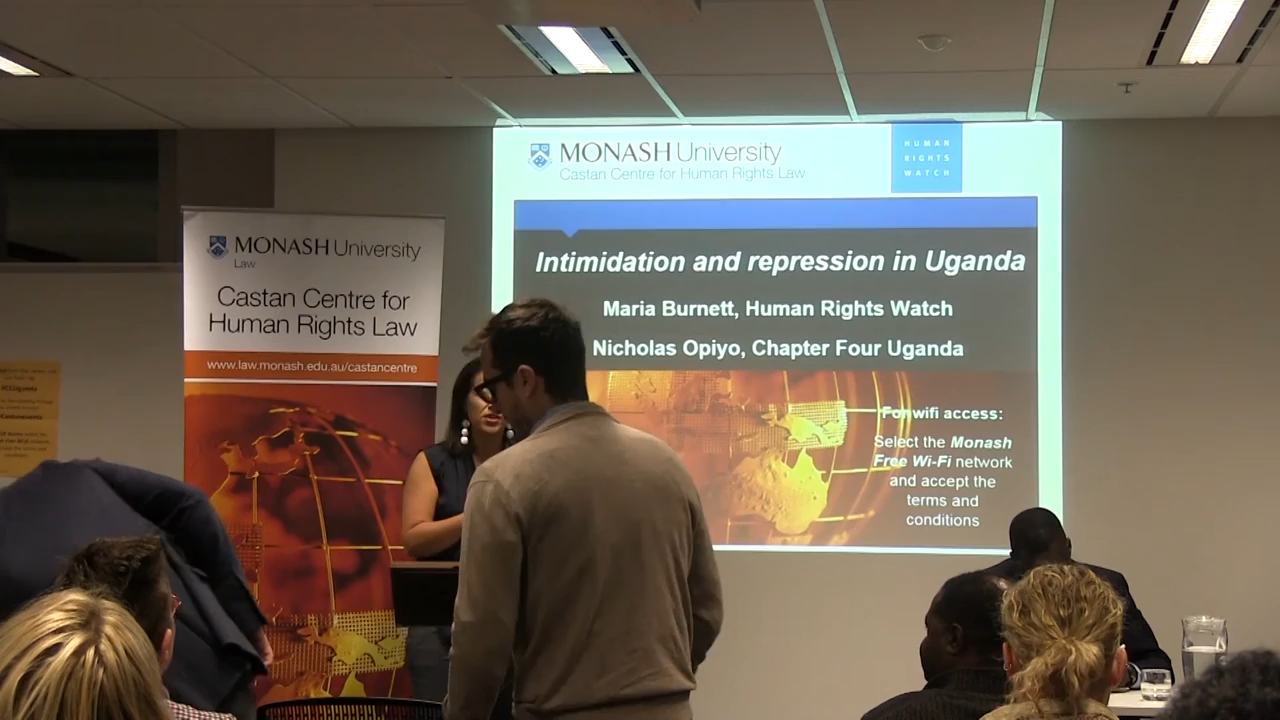 MONASH University
Castan Centre for Human Rights Law
HUMAN
RIGHTS
WATCH
Intimidation and repression in Uganda
Maria Burnett, Human Rights Watch
Nicholas Opiyo, Chapter Four Uganda
For wifi access:
Select the Monash
Free Wi-Fi network
and accept the
terms and
conditions
MONASH University
Law
Castan Centre for
Human Rights Law
www.law.monash.edu.au/castancentre